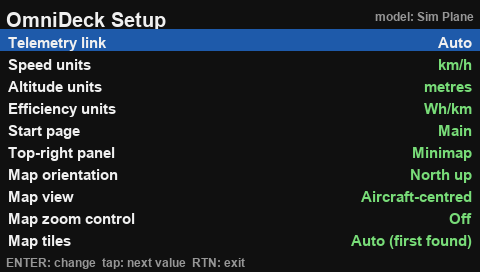 OmniDeck Setup
model: Sim Plane
Telemetry link Auto
Speed units km/h
Altitude units metres
Efficiency units Wh/km
Start page Main
Top-right panel Minimap
Map orientation North up
Map view Aircraft-centred
Map zoom control Off
Map tiles Auto (first found)
ENTER: change tap: next value RTN: exit